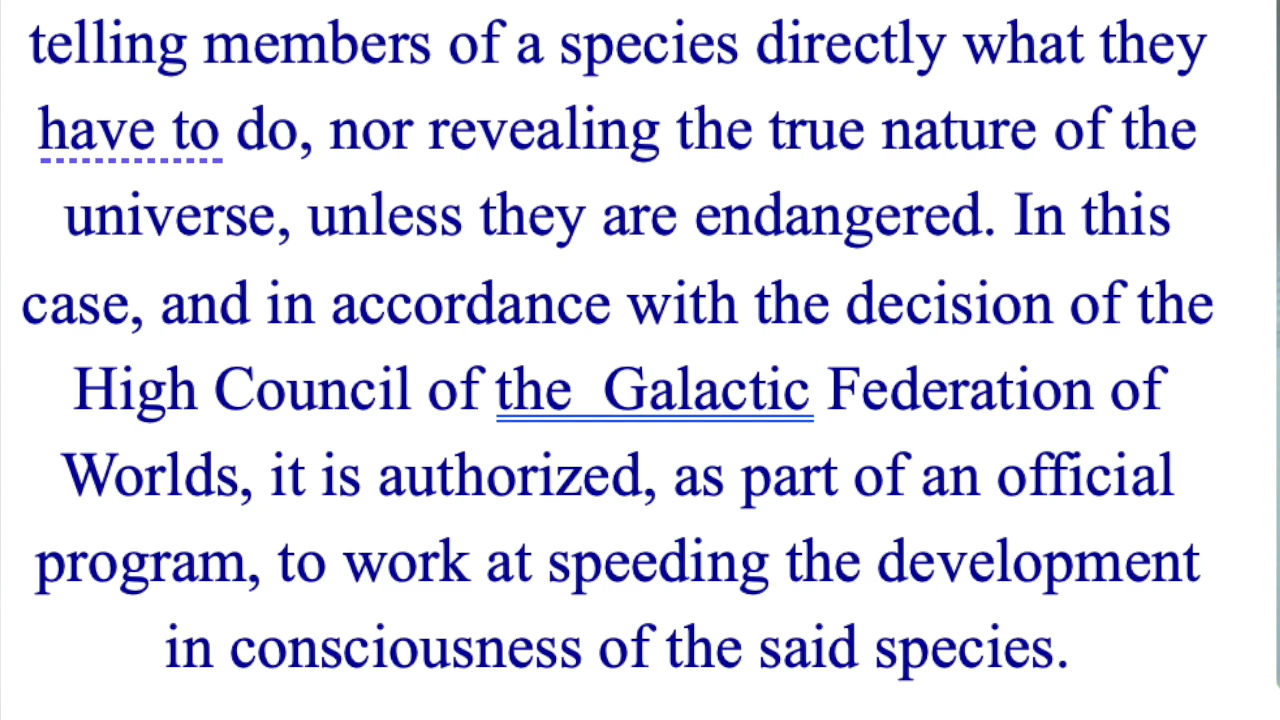 telling members of a species directly what they
have to do, nor revealing the true nature of the
universe, unless they are endangered. In this
case, and in accordance with the decision of the
High Council of the  Galactic Federation of
Worlds, it is authorized, as part of an official
program, to work at speeding the development
in consciousness of the said species.